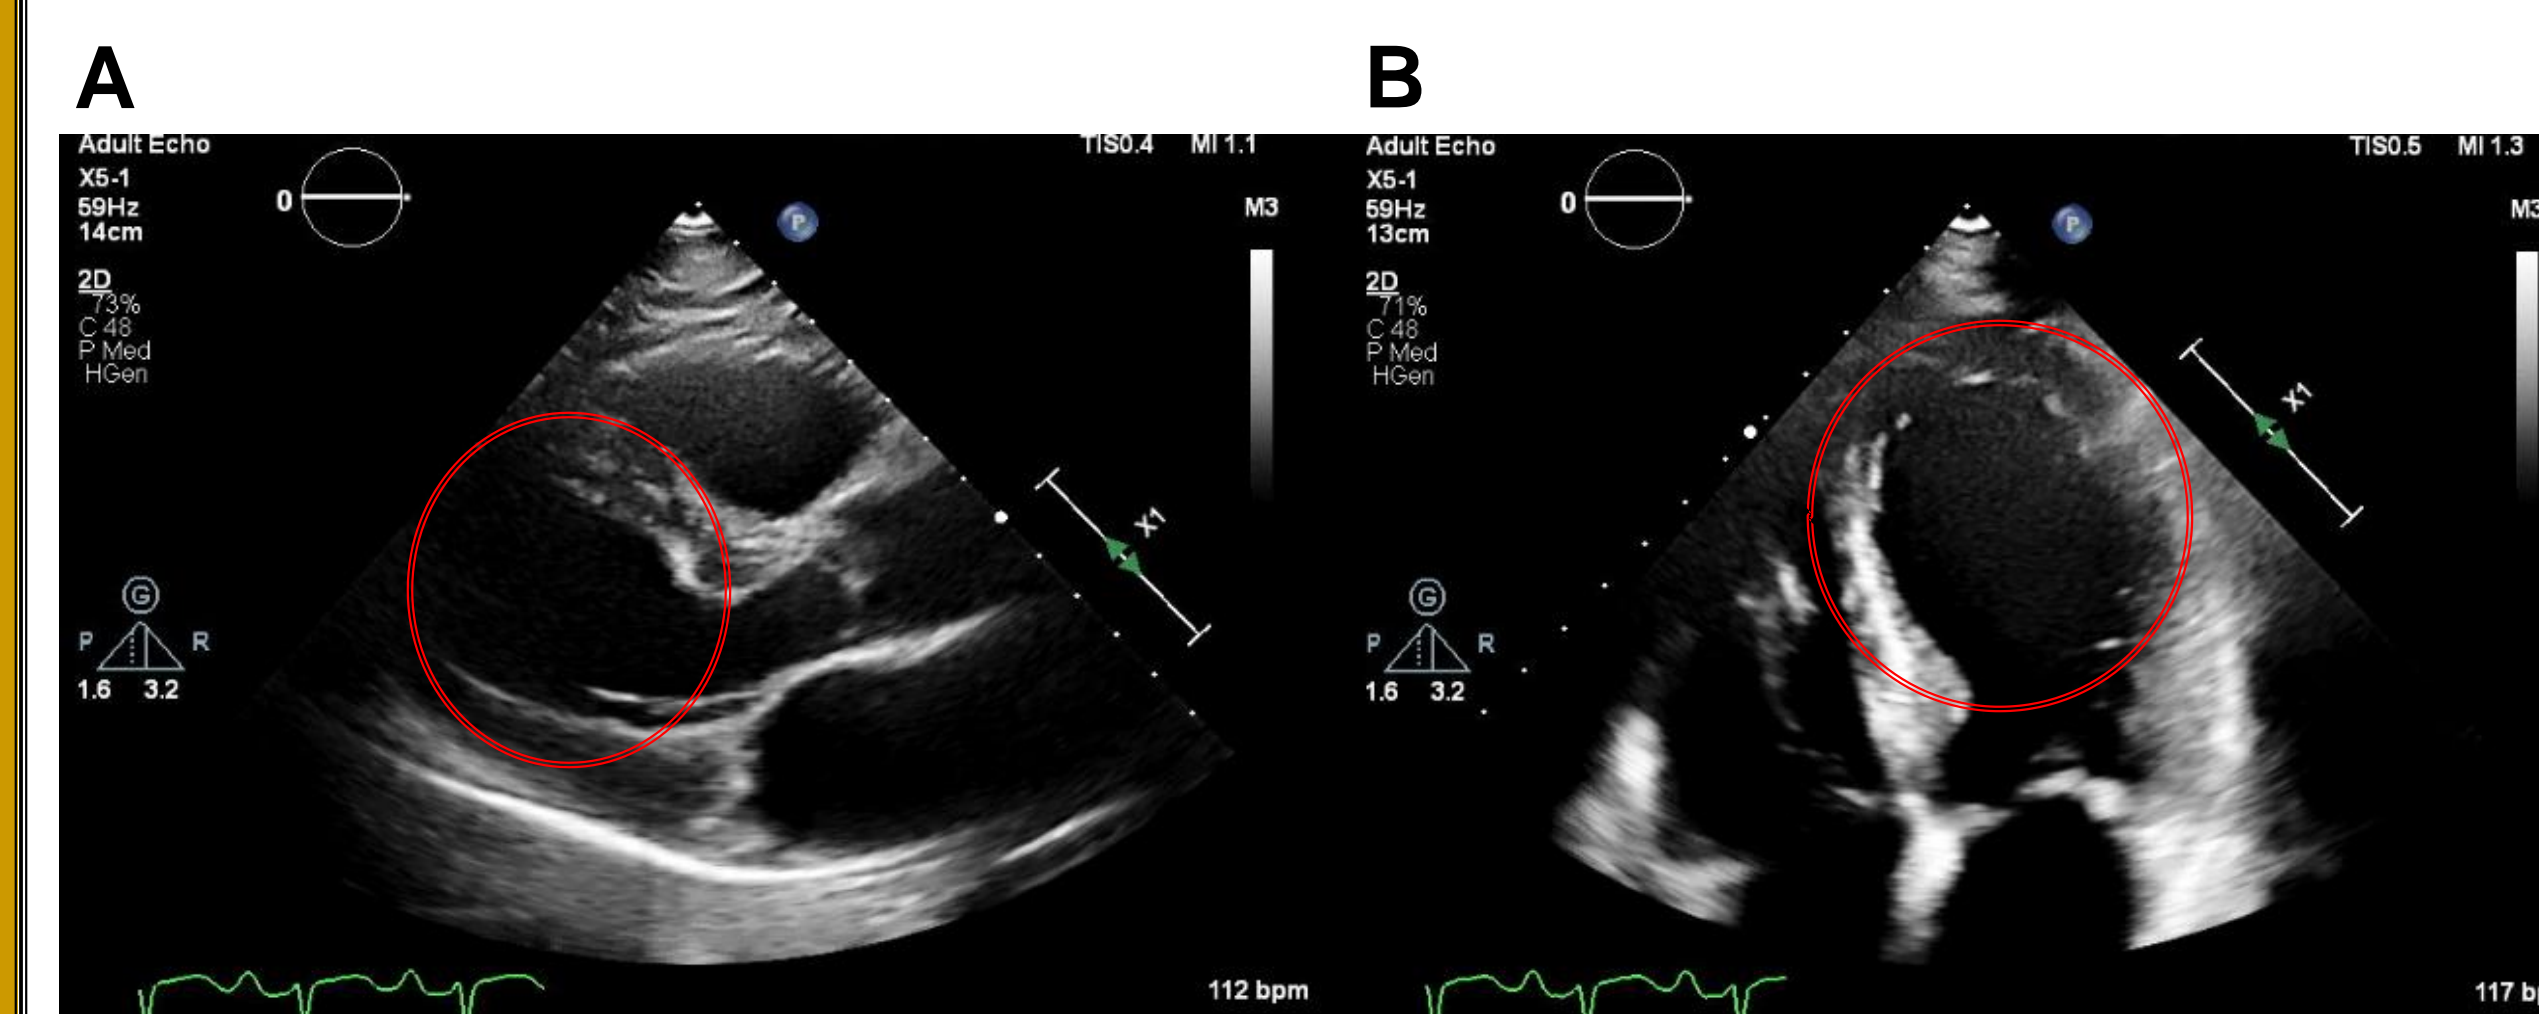 A
Adult Echo
TIS0.4 MI 1.1
X5-1
59Hz
14cm
0
P
M3
2D
73%
C 48
P Med
HGen
X1
G
P R
1.6 3.2
112 bpm
B
Adult Echo
TIS0.5 MI 1.3
X5-1
59Hz
13cm
0
P
M3
2D
71%
C 48
P Med
HGen
X1
G
P R
1.6 3.2
117 b